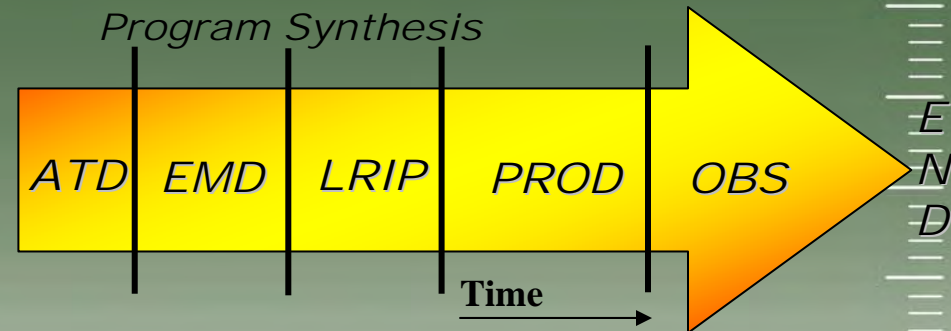 Program Synthesis
ATD EMD LRIP PROD OBS
Time
E
N
D